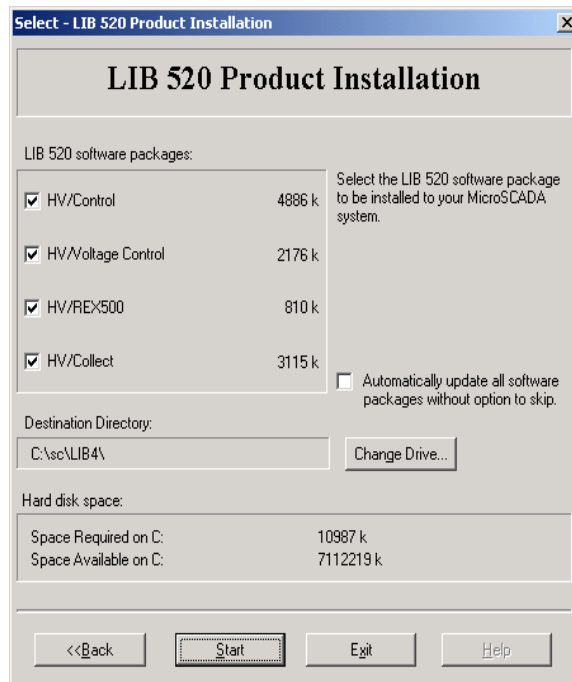 Select - LIB 520 Product Installation
LIB 520 Product Installation
LIB 520 software packages:
HV/Control 4886 k
HV/Voltage Control 2176 k
HV/REX500 810 k
HV/Collect 3115 k
Select the LIB 520 software package
to be installed to your MicroSCADA
system.
Automatically update all software
packages without option to skip.
Destination Directory:
C:\sc\LIB4\
Change Drive...
Hard disk space:
Space Required on C: 10987 k
Space Available on C: 7112219 k
<<Back Start Exit Help